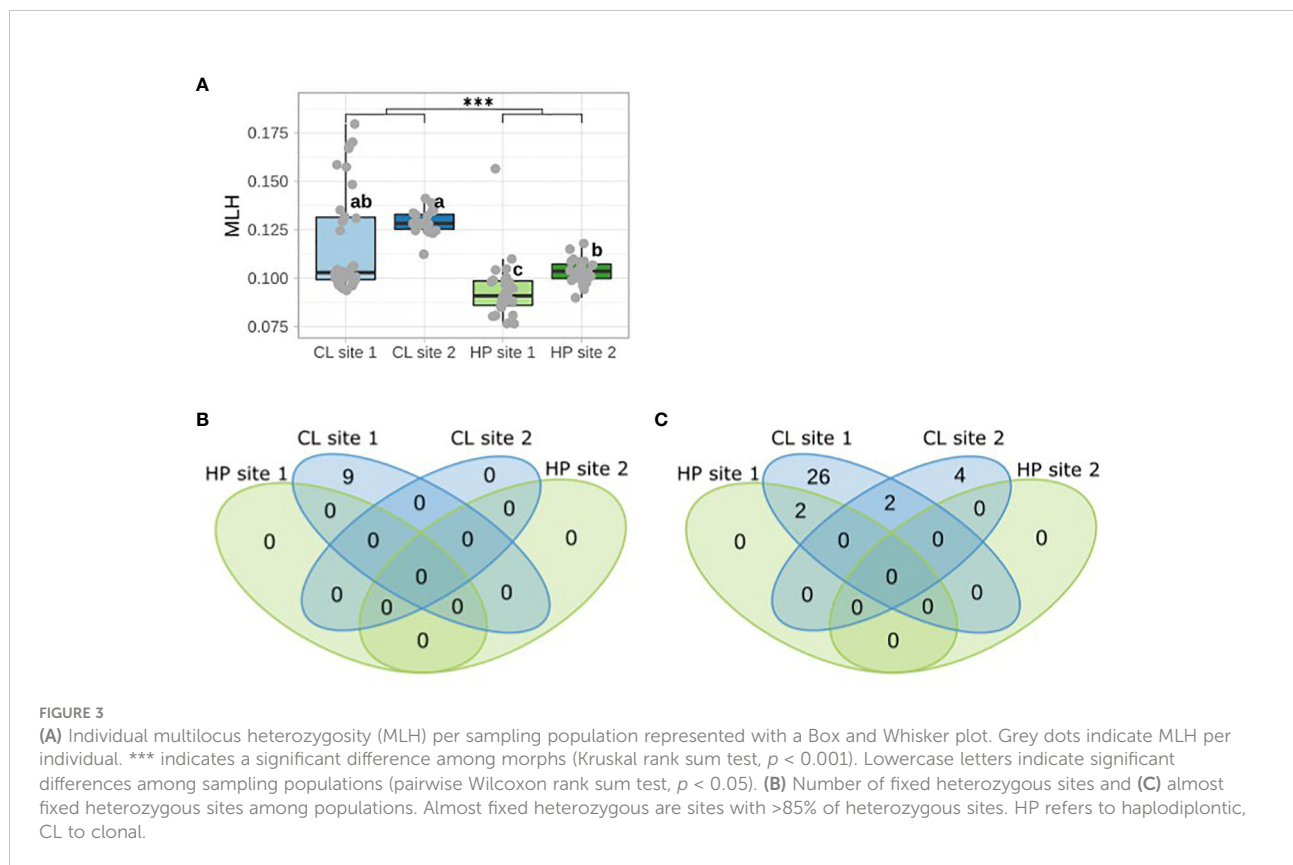 A
***
MLH
0.175
0.150
0.125
0.100
0.075
ab
a
c
b
CL site 1 CL site 2 HP site 1 HP site 2
B
CL site 1 CL site 2
HP site 1 HP site 2
9 0
0 0 0
0 0 0 0
0
0 0 0 0
0
C
CL site 1 CL site 2
HP site 1 HP site 2
26 4
2 2 0
0 0 0 0
0
0 0 0 0
0
FIGURE 3
(A) Individual multilocus heterozygosity (MLH) per sampling population represented with a Box and Whisker plot. Grey dots indicate MLH per
individual. *** indicates a significant difference among morphs (Kruskal rank sum test, p < 0.001). Lowercase letters indicate significant
differences among sampling populations (pairwise Wilcoxon rank sum test, p < 0.05). (B) Number of fixed heterozygous sites and (C) almost
fixed heterozygous sites among populations. Almost fixed heterozygous are sites with >85% of heterozygous sites. HP refers to haplodiplontic,
CL to clonal.